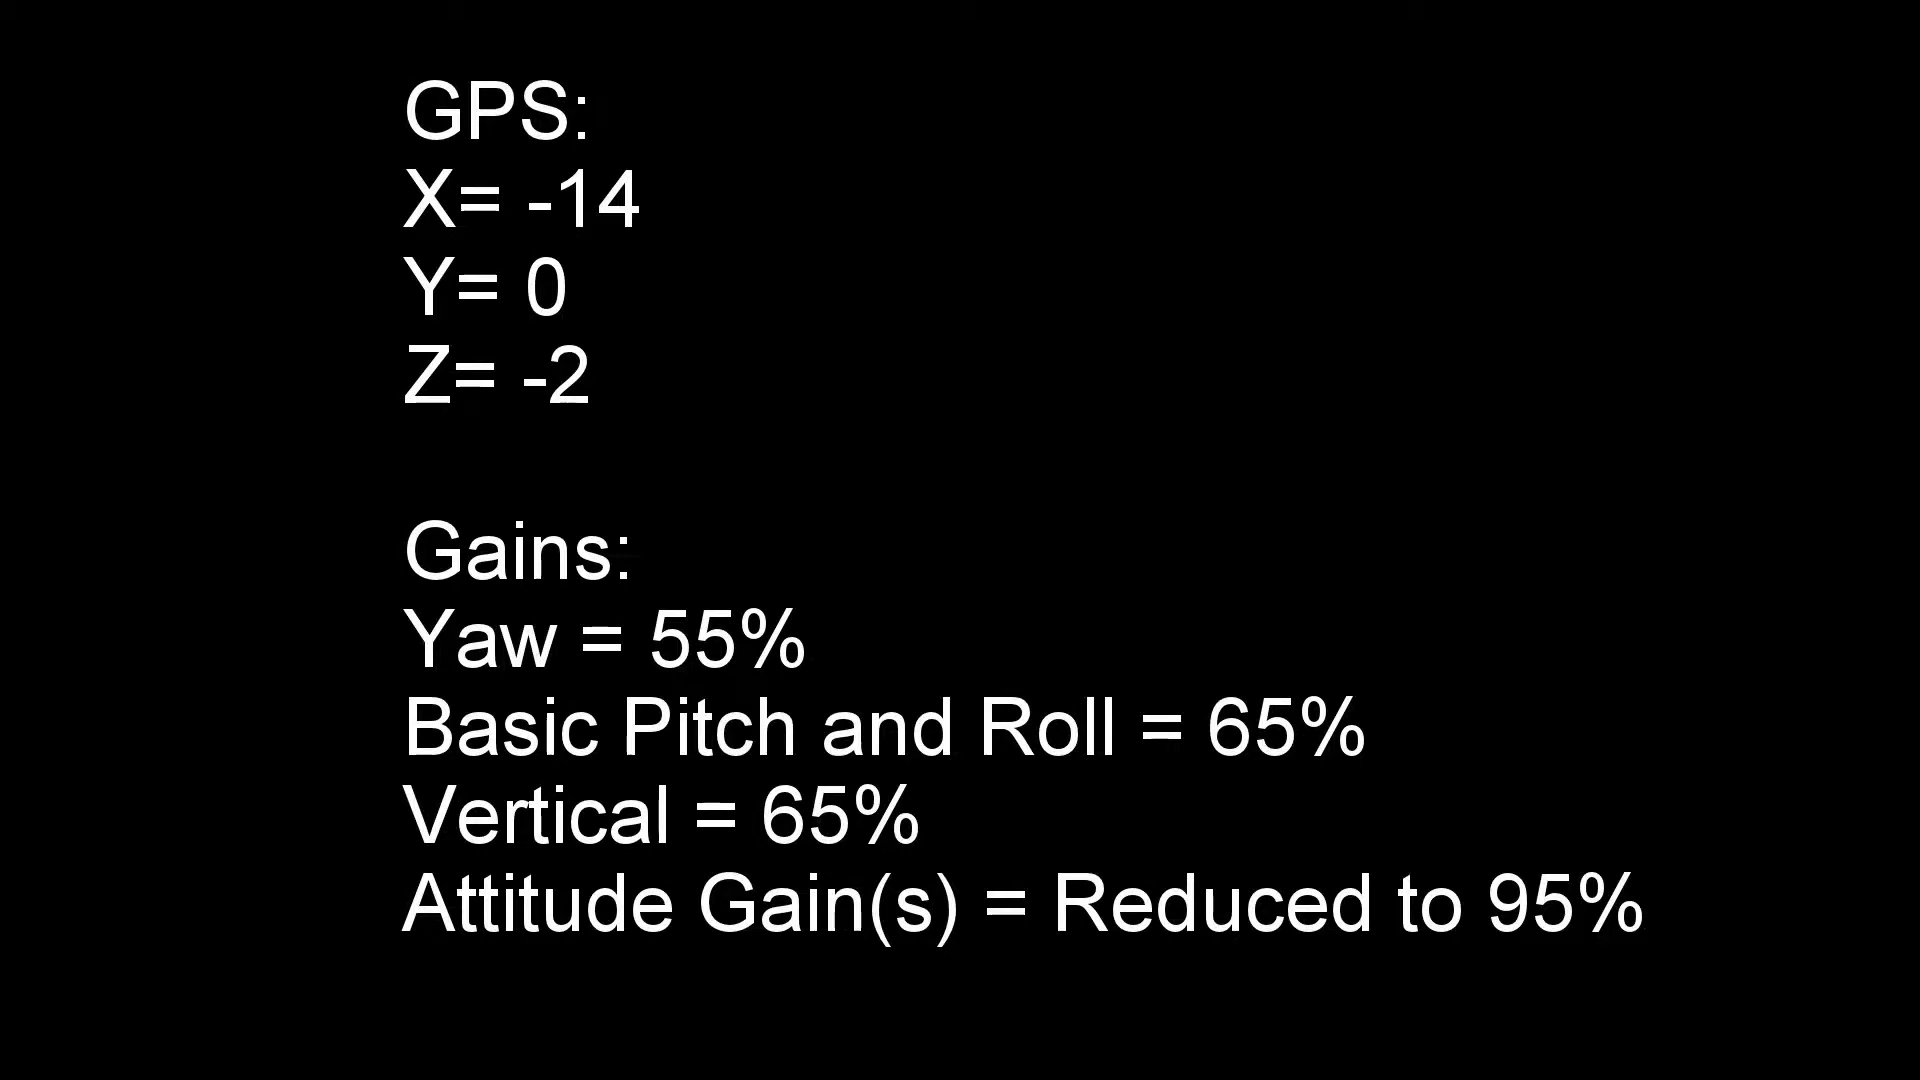 GPS:
X= -14
Y= 0
Z= -2
Gains:
Yaw = 55%
Basic Pitch and Roll = 65%
Vertical = 65%
Attitude Gain(s) = Reduced to 95%